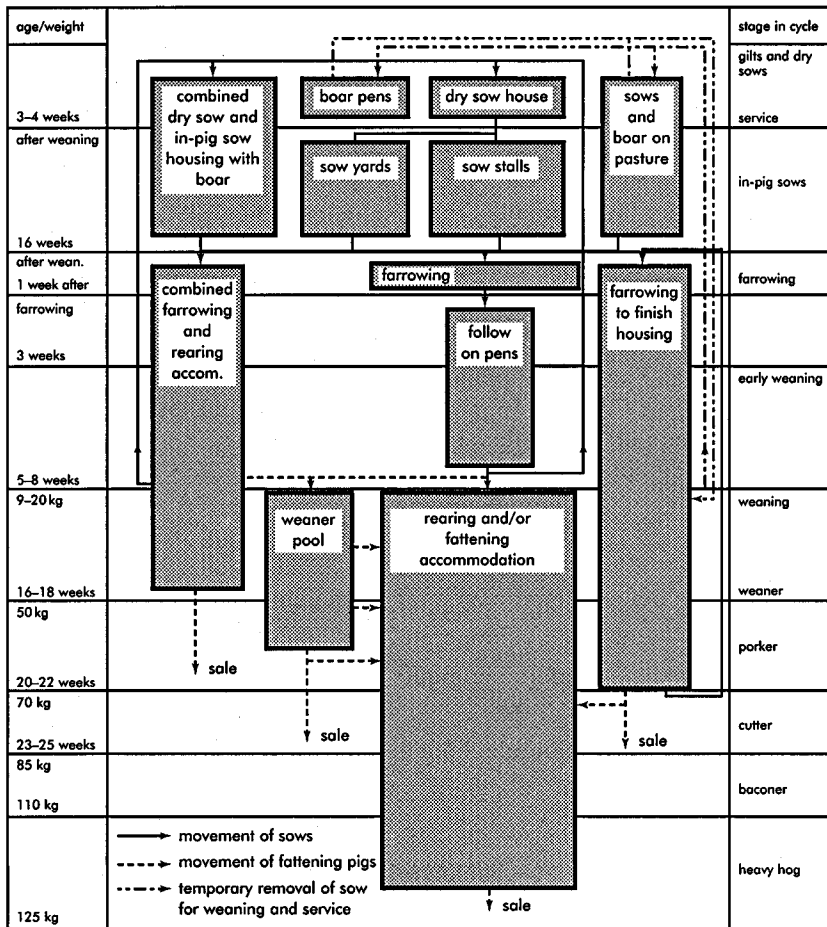 age/weight
stage in cycle
3–4 weeks
after weaning
16 weeks
after wean.
1 week after
farrowing
3 weeks
5–8 weeks
9–20 kg
16–18 weeks
50 kg
20–22 weeks
70 kg
23–25 weeks
85 kg
110 kg
125 kg
combined
dry sow and
in-pig sow
housing with
boar
boar pens
dry sow house
sows
and
boar on
pasture
sow yards
sow stalls
combined
farrowing
and
rearing
accom.
farrowing
follow
on pens
farrowing
to finish
housing
weaner
pool
rearing and/or
fattening
accommodation
sale
sale
sale
sale
movement of sows
movement of fattening pigs
temporary removal of sow
for weaning and service
gilts and dry
sows
service
in-pig sows
farrowing
early weaning
weaning
weaner
porker
cutter
baconer
heavy hog